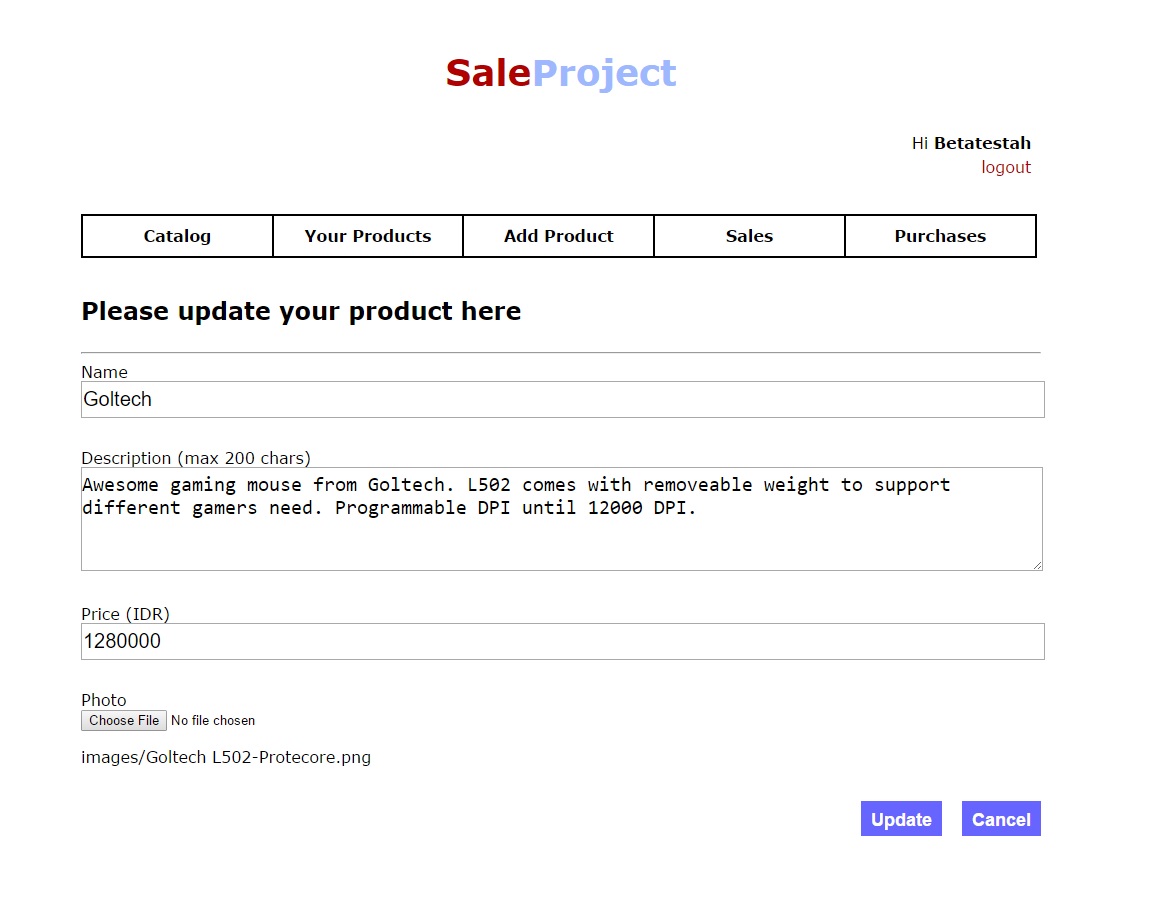 SaleProject
Hi Betatestah
logout
Catalog Your Products Add Product Sales Purchases
Please update your product here
Name
Goltech
Description (max 200 chars)
Awesome gaming mouse from Goltech. L502 comes with removeable weight to support
different gamers need. Programmable DPI until 12000 DPI.
Price (IDR)
1280000
Photo
Choose File No file chosen
images/Goltech L502-Protecore.png
Update Cancel